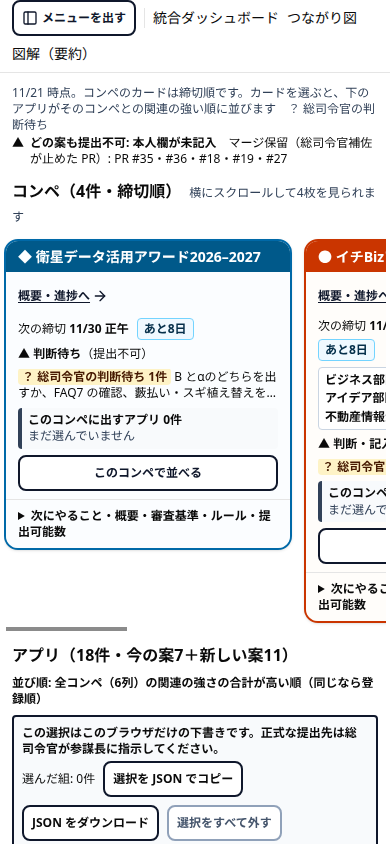 メニューを出す
統合ダッシュボード つながり図
図解（要約）
11/21 時点。コンペのカードは締切順です。カードを選ぶと、下の
アプリがそのコンペとの関連の強い順に並びます ？ 総司令官の判
断待ち
▲ どの案も提出不可: 本人欄が未記入 マージ保留（総司令官補佐
が止めた PR）: PR #35・#36・#18・#19・#27
コンペ（4件・締切順） 横にスクロールして4枚を見られま
す
◆ 衛星データ活用アワード2026–2027
概要・進捗へ →
次の締切 11/30 正午 あと8日
▲ 判断待ち（提出不可）
？ 総司令官の判断待ち 1件 B とαのどちらを出
すか、FAQ7 の確認、藪払い・スギ植え替えを…
このコンペに出すアプリ 0件
まだ選んでいません
このコンペで並べる
▶ 次にやること・概要・審査基準・ルール・提
出可能数
● イチBiz
概要・進捗へ
次の締切 11/
あと8日
ビジネス部
アイデア部
不動産情報
▲ 判断・記入
？ 総司令官
このコンペ
まだ選んで
▶ 次にやるこ
出可能数
アプリ（18件・今の案7＋新しい案11）
並び順: 全コンペ（6列）の関連の強さの合計が高い順（同じなら登
録順）
この選択はこのブラウザだけの下書きです。正式な提出先は総
司令官が参謀長に指示してください。
選んだ組: 0件 選択を JSON でコピー
JSON をダウンロード 選択をすべて外す